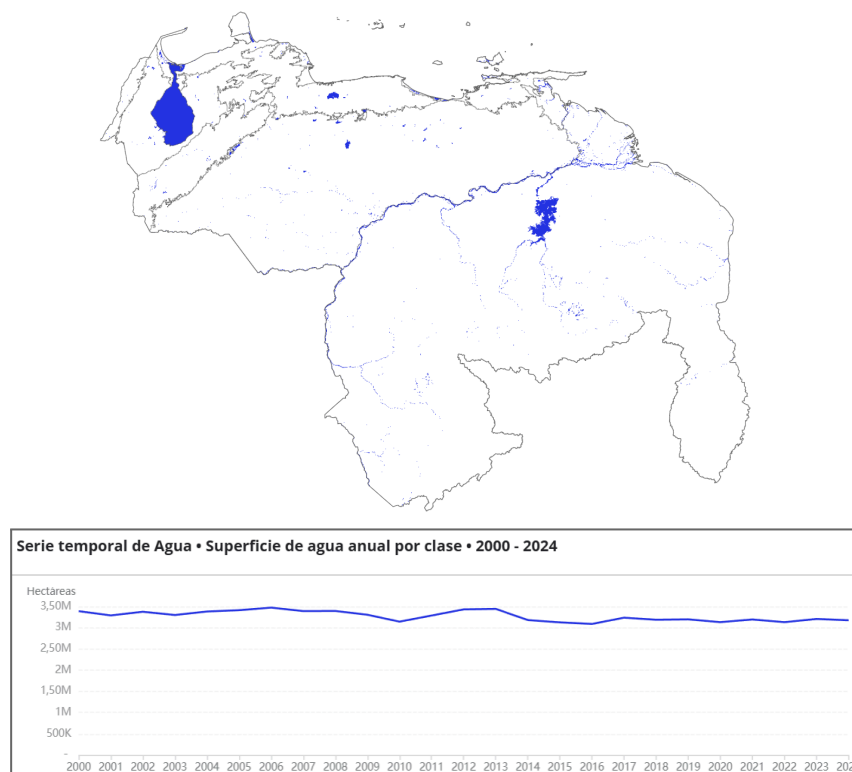 Serie temporal de Agua • Superficie de agua anual por clase • 2000 - 2024
Hectáreas
3,50M
3M
2,50M
2M
1,50M
1M
500K
-
2000 2001 2002 2003 2004 2005 2006 2007 2008 2009 2010 2011 2012 2013 2014 2015 2016 2017 2018 2019 2020 2021 2022 2023